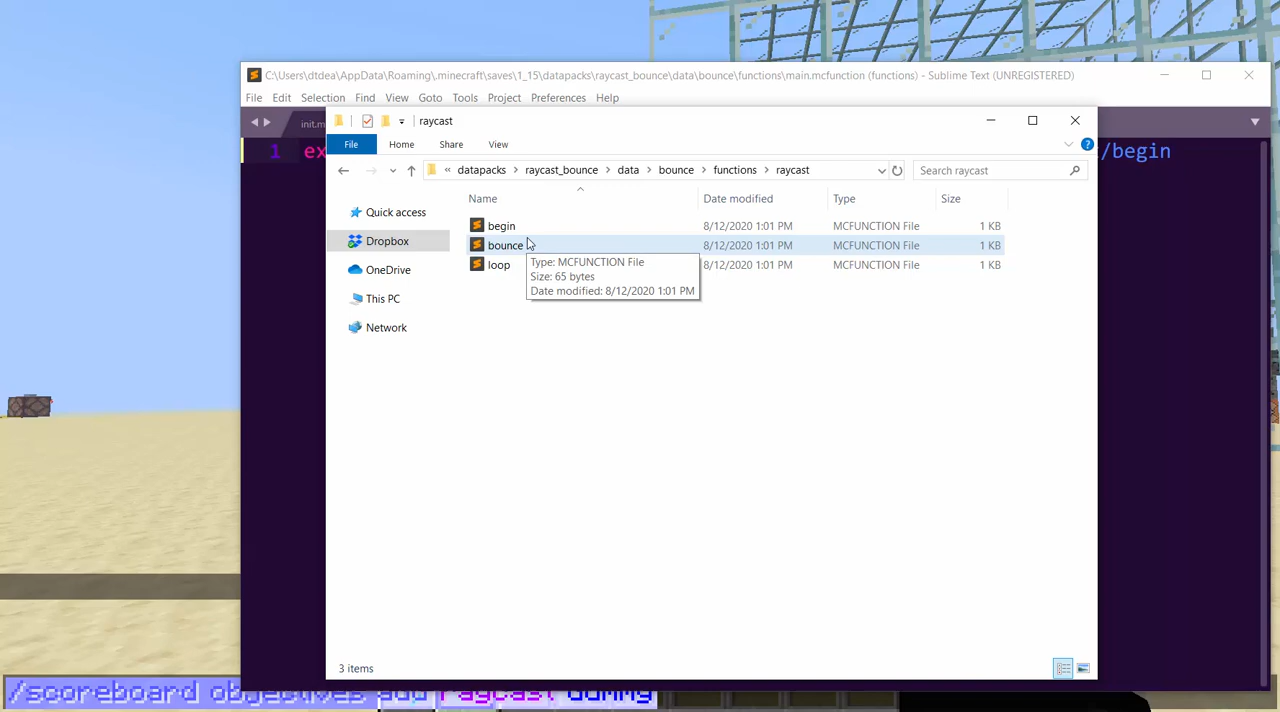 C:\Users\dtdea\AppData\Roaming\.minecraft\saves\1_15\datapacks\raycast_bounce\data\bounce\functions\main.mcfunction (functions) - Sublime Text (UNREGISTERED)
File Edit Selection Find View Goto Tools Project Preferences Help
raycast
init.m
File Home Share View
1 ex /begin
« datapacks > raycast_bounce > data > bounce > functions > raycast Search raycast
Name Date modified Type Size
Quick access
begin 8/12/2020 1:01 PM MCFUNCTION File 1 KB
Dropbox
bounce 8/12/2020 1:01 PM MCFUNCTION File 1 KB
loop 8/12/2020 1:01 PM MCFUNCTION File 1 KB
Type: MCFUNCTION File
Size: 65 bytes
Date modified: 8/12/2020 1:01 PM
OneDrive
This PC
Network
3 items
/scoreboard objectives add raycast dummy